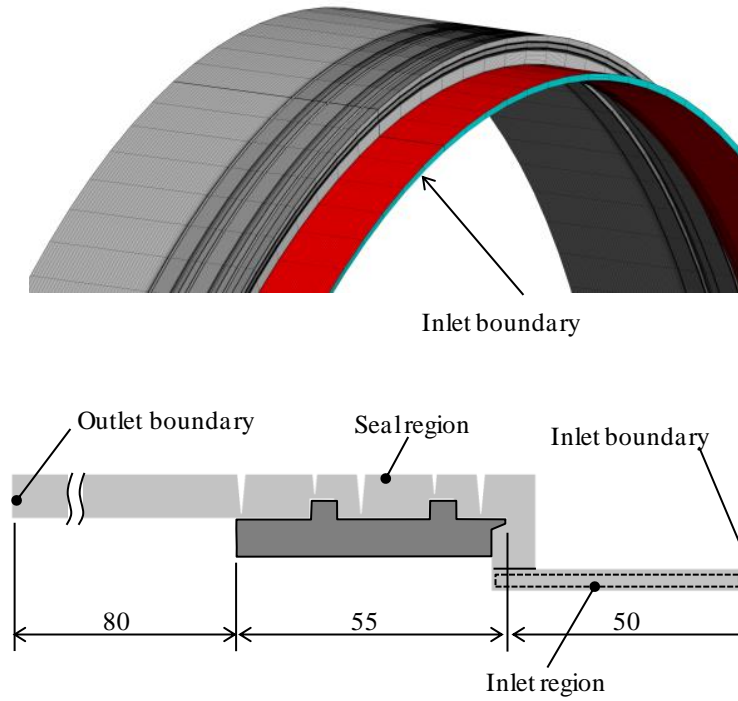 Inlet boundary
Outlet boundary
Seal region
Inlet boundary
80
55
50
Inlet region